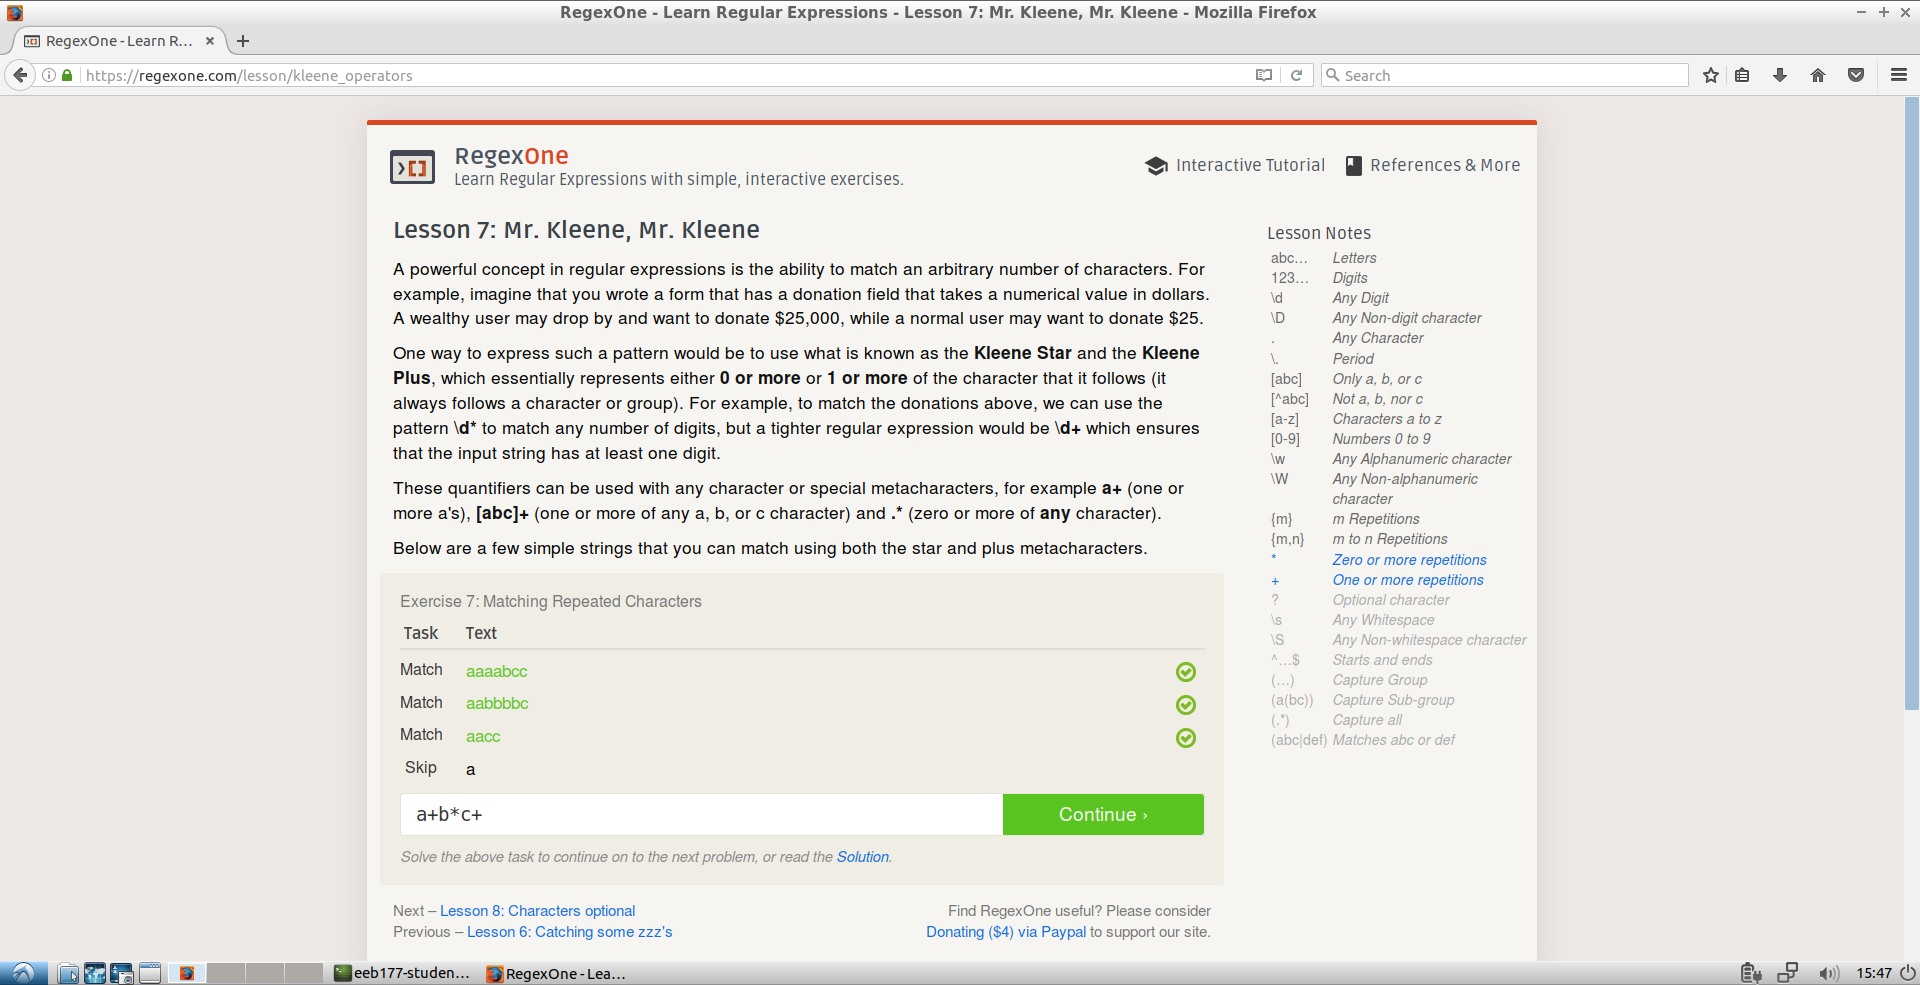 RegexOne - Learn Regular Expressions - Lesson 7: Mr. Kleene, Mr. Kleene - Mozilla Firefox
RegexOne - Learn R...
https://regexone.com/lesson/kleene_operators
Search
RegexOne
Learn Regular Expressions with simple, interactive exercises.
Interactive Tutorial
References & More
Lesson 7: Mr. Kleene, Mr. Kleene
A powerful concept in regular expressions is the ability to match an arbitrary number of characters. For
example, imagine that you wrote a form that has a donation field that takes a numerical value in dollars.
A wealthy user may drop by and want to donate $25,000, while a normal user may want to donate $25.
One way to express such a pattern would be to use what is known as the Kleene Star and the Kleene
Plus, which essentially represents either 0 or more or 1 or more of the character that it follows (it
always follows a character or group). For example, to match the donations above, we can use the
pattern \d* to match any number of digits, but a tighter regular expression would be \d+ which ensures
that the input string has at least one digit.
These quantifiers can be used with any character or special metacharacters, for example a+ (one or
more a's), [abc]+ (one or more of any a, b, or c character) and .* (zero or more of any character).
Below are a few simple strings that you can match using both the star and plus metacharacters.
Exercise 7: Matching Repeated Characters
Task Text
Match aaaabcc
Match aabbbbc
Match aacc
Skip a
a+b*c+
Continue ›
Solve the above task to continue on to the next problem, or read the Solution.
Next – Lesson 8: Characters optional
Previous – Lesson 6: Catching some zzz's
Find RegexOne useful? Please consider
Donating ($4) via Paypal to support our site.
Lesson Notes
abc… Letters
123… Digits
\d Any Digit
\D Any Non-digit character
. Any Character
\. Period
[abc] Only a, b, or c
[^abc] Not a, b, nor c
[a-z] Characters a to z
[0-9] Numbers 0 to 9
\w Any Alphanumeric character
\W Any Non-alphanumeric
character
{m} m Repetitions
{m,n} m to n Repetitions
* Zero or more repetitions
+ One or more repetitions
? Optional character
\s Any Whitespace
\S Any Non-whitespace character
^…$ Starts and ends
(…) Capture Group
(a(bc)) Capture Sub-group
(.*) Capture all
(abc|def) Matches abc or def
eeb177-studen...
RegexOne - Lea...
15:47